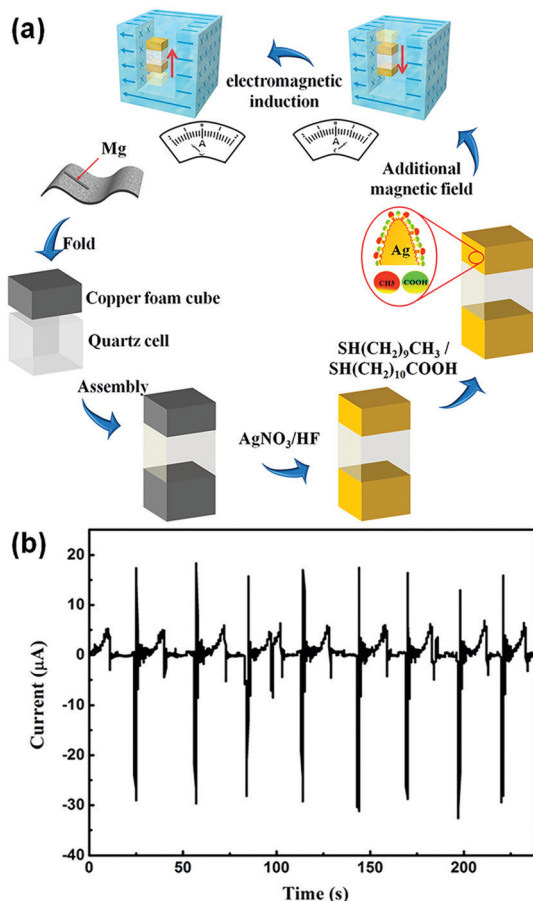 (a)
electromagnetic
induction
A
A
Mg
Additional
magnetic field
Fold
Ag
CH3
COOH
Copper foam cube
Quartz cell
SH(CH2)9CH3 /
SH(CH2)10COOH
Assembly
AgNO3/HF
(b)
20
10
0
-10
-20
-30
-40
Current (μA)
0
50
100
150
200
Time (s)